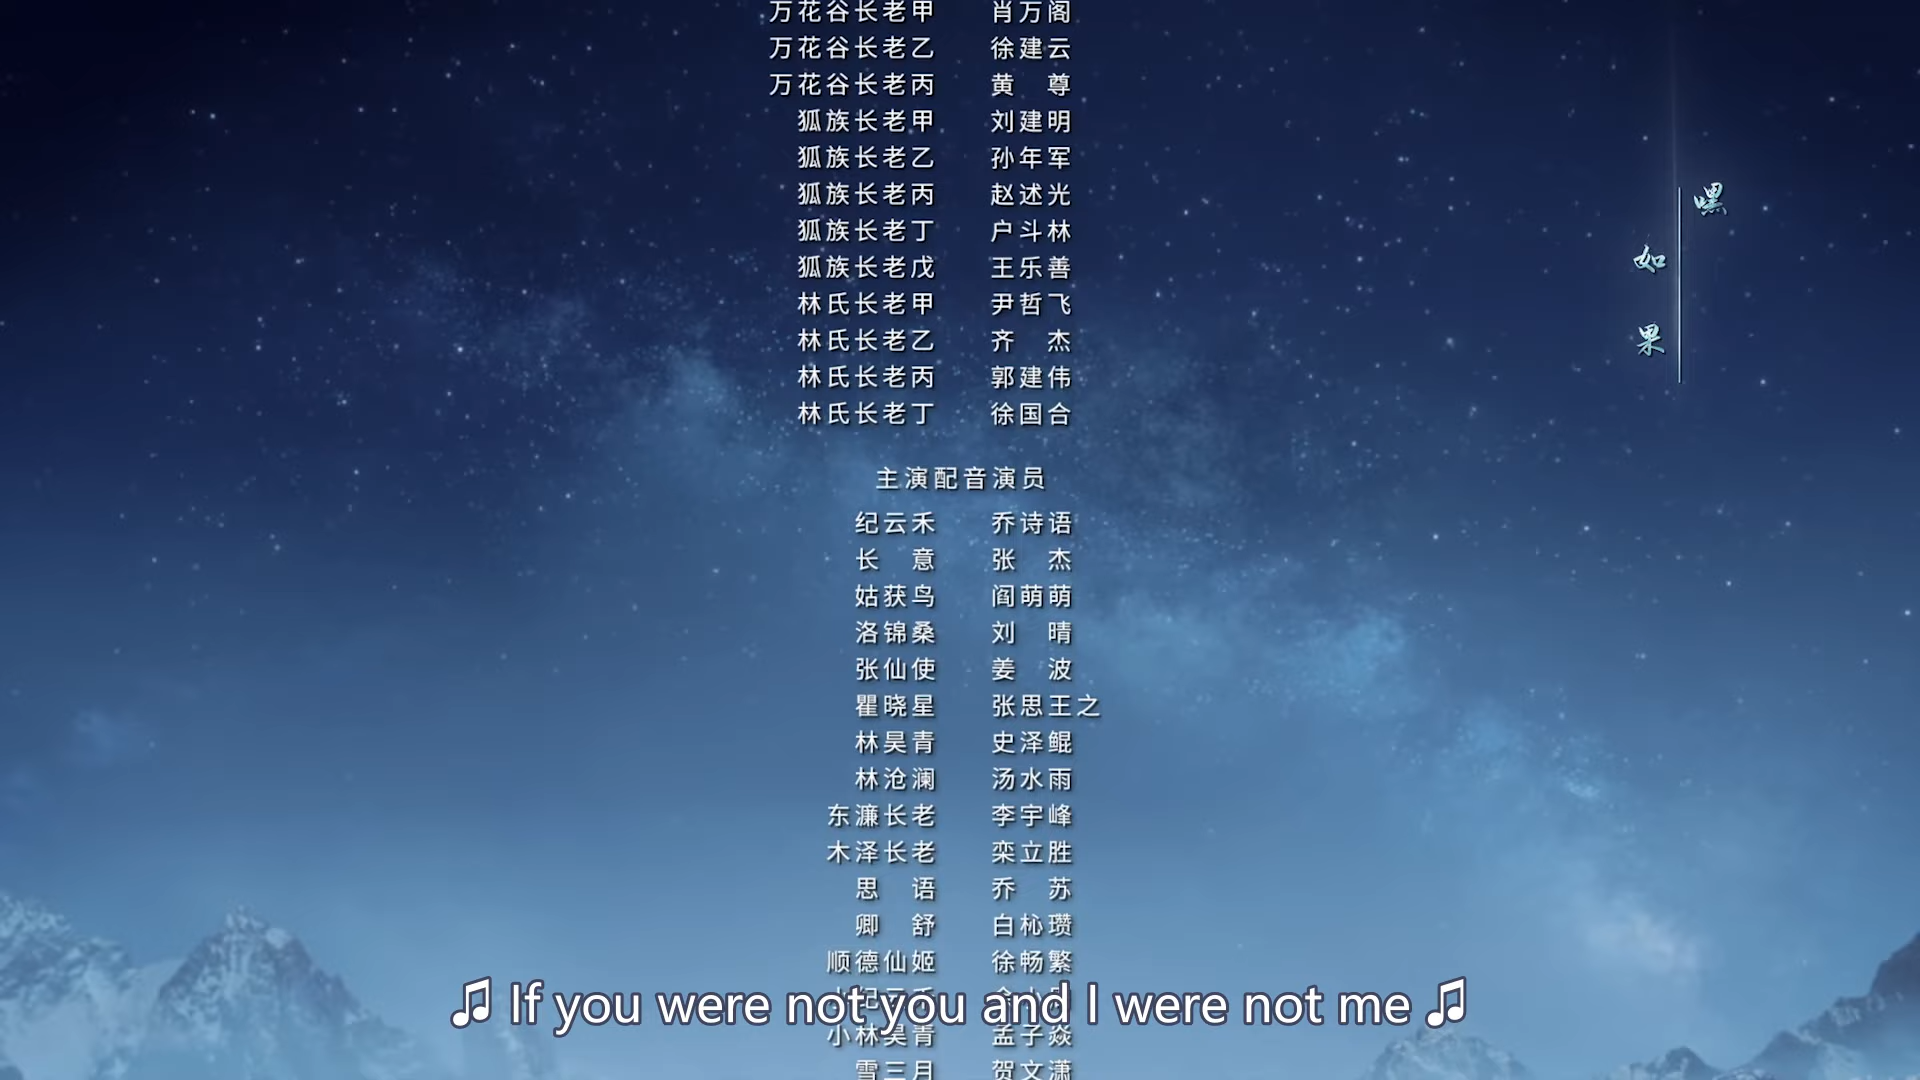 万花谷长老甲 肖万阁
万花谷长老乙 徐建云
万花谷长老丙 黄尊
狐族长老甲 刘建明
狐族长老乙 孙年军
狐族长老丙 赵述光
狐族长老丁 户斗林
狐族长老戊 王乐善
林氏长老甲 尹哲飞
林氏长老乙 齐杰
林氏长老丙 郭建伟
林氏长老丁 徐国合
主演配音演员
纪云禾 乔诗语
长意 张杰
姑获鸟 阎萌萌
洛锦桑 刘晴
张仙使 姜波
瞿晓星 张思王之
林昊青 史泽鲲
林沧澜 汤水雨
东濂长老 李宇峰
木泽长老 栾立胜
思语 乔苏
卿舒 白杺瓒
顺德仙姬 徐畅繁
小林昊青 孟子焱
雪三月 贺文潇
嘿
如果
♫ If you were not you and I were not me ♫